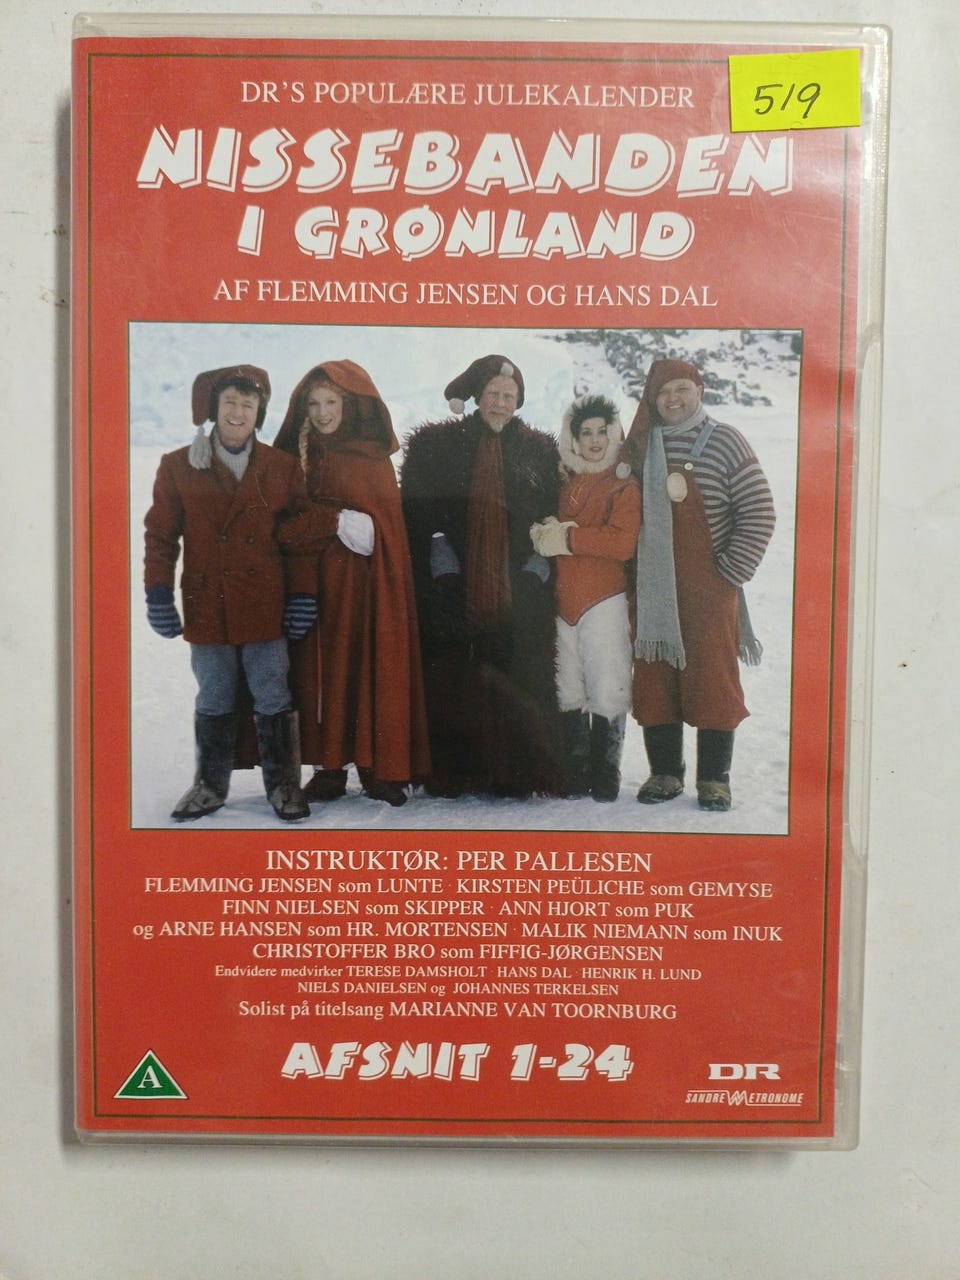 DR'S POPULÆRE JULEKALENDER
519
NISSEBANDEN
I GRØNLAND
AF FLEMMING JENSEN OG HANS DAL
INSTRUKTØR: PER PALLESEN
FLEMMING JENSEN som LUNTE · KIRSTEN PEÜLICHE som GEMYSE
FINN NIELSEN som SKIPPER · ANN HJORT som PUK
og ARNE HANSEN som HR. MORTENSEN · MALIK NIEMANN som INUK
CHRISTOFFER BRO som FIFFIG-JØRGENSEN
Endvidere medvirker TERESE DAMSHOLT · HANS DAL · HENRIK H. LUND
NIELS DANIELSEN og JOHANNES TERKELSEN
Solist på titelsang MARIANNE VAN TOORNBURG
AFSNIT 1-24
A
DR
SANDREW METRONOME